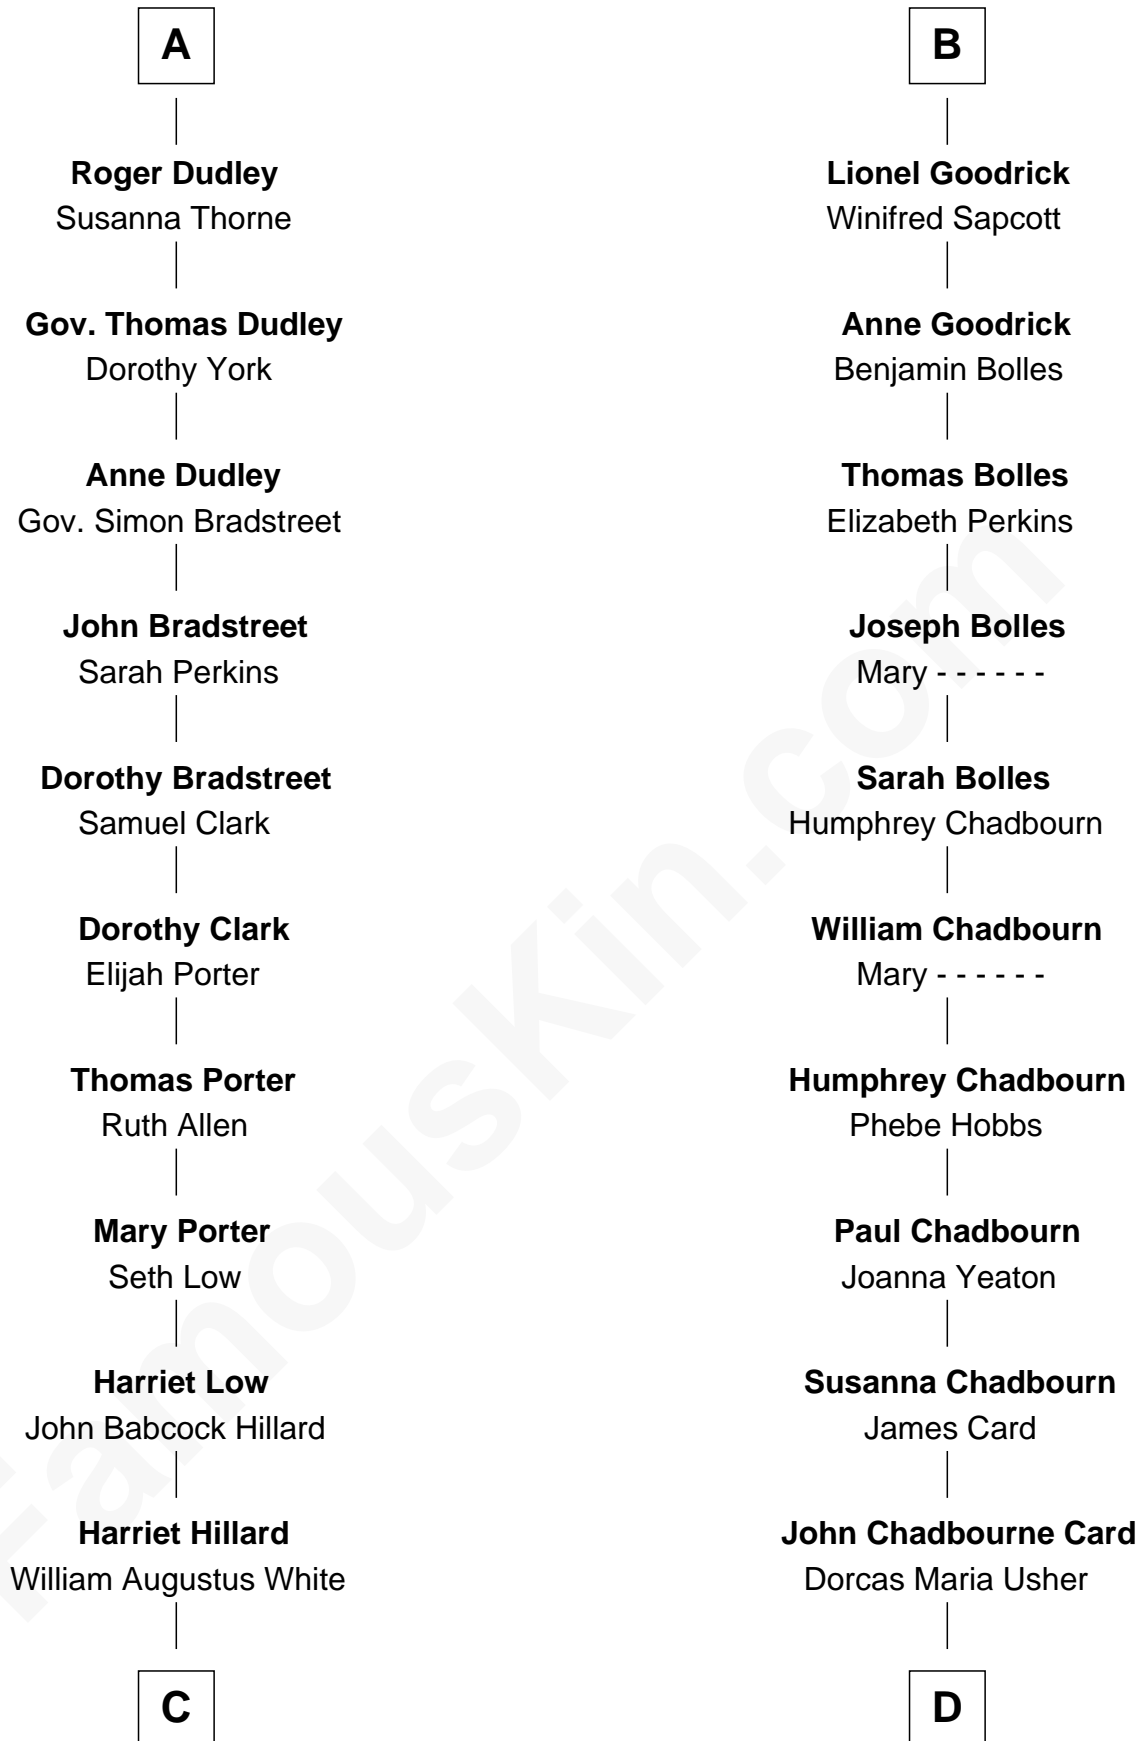 A
Roger Dudley
Susanna Thorne
Gov. Thomas Dudley
Dorothy York
Anne Dudley
Gov. Simon Bradstreet
John Bradstreet
Sarah Perkins
Dorothy Bradstreet
Samuel Clark
Dorothy Clark
Elijah Porter
Thomas Porter
Ruth Allen
Mary Porter
Seth Low
Harriet Low
John Babcock Hillard
Harriet Hillard
William Augustus White
C
B
Lionel Goodrick
Winifred Sapcott
Anne Goodrick
Benjamin Bolles
Thomas Bolles
Elizabeth Perkins
Joseph Bolles
Mary - - - - - -
Sarah Bolles
Humphrey Chadbourn
William Chadbourn
Mary - - - - - -
Humphrey Chadbourn
Phebe Hobbs
Paul Chadbourn
Joanna Yeaton
Susanna Chadbourn
James Card
John Chadbourne Card
Dorcas Maria Usher
D
FamousKin.com